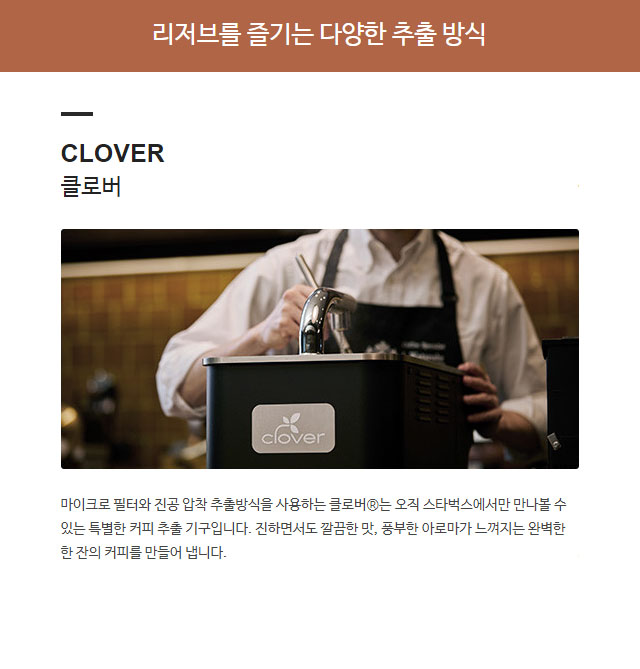 리저브를 즐기는 다양한 추출 방식
CLOVER
클로버
clover
마이크로 필터와 진공 압착 추출방식을 사용하는 클로버®는 오직 스타벅스에서만 만나볼 수
있는 특별한 커피 추출 기구입니다. 진하면서도 깔끔한 맛, 풍부한 아로마가 느껴지는 완벽한
한 잔의 커피를 만들어 냅니다.